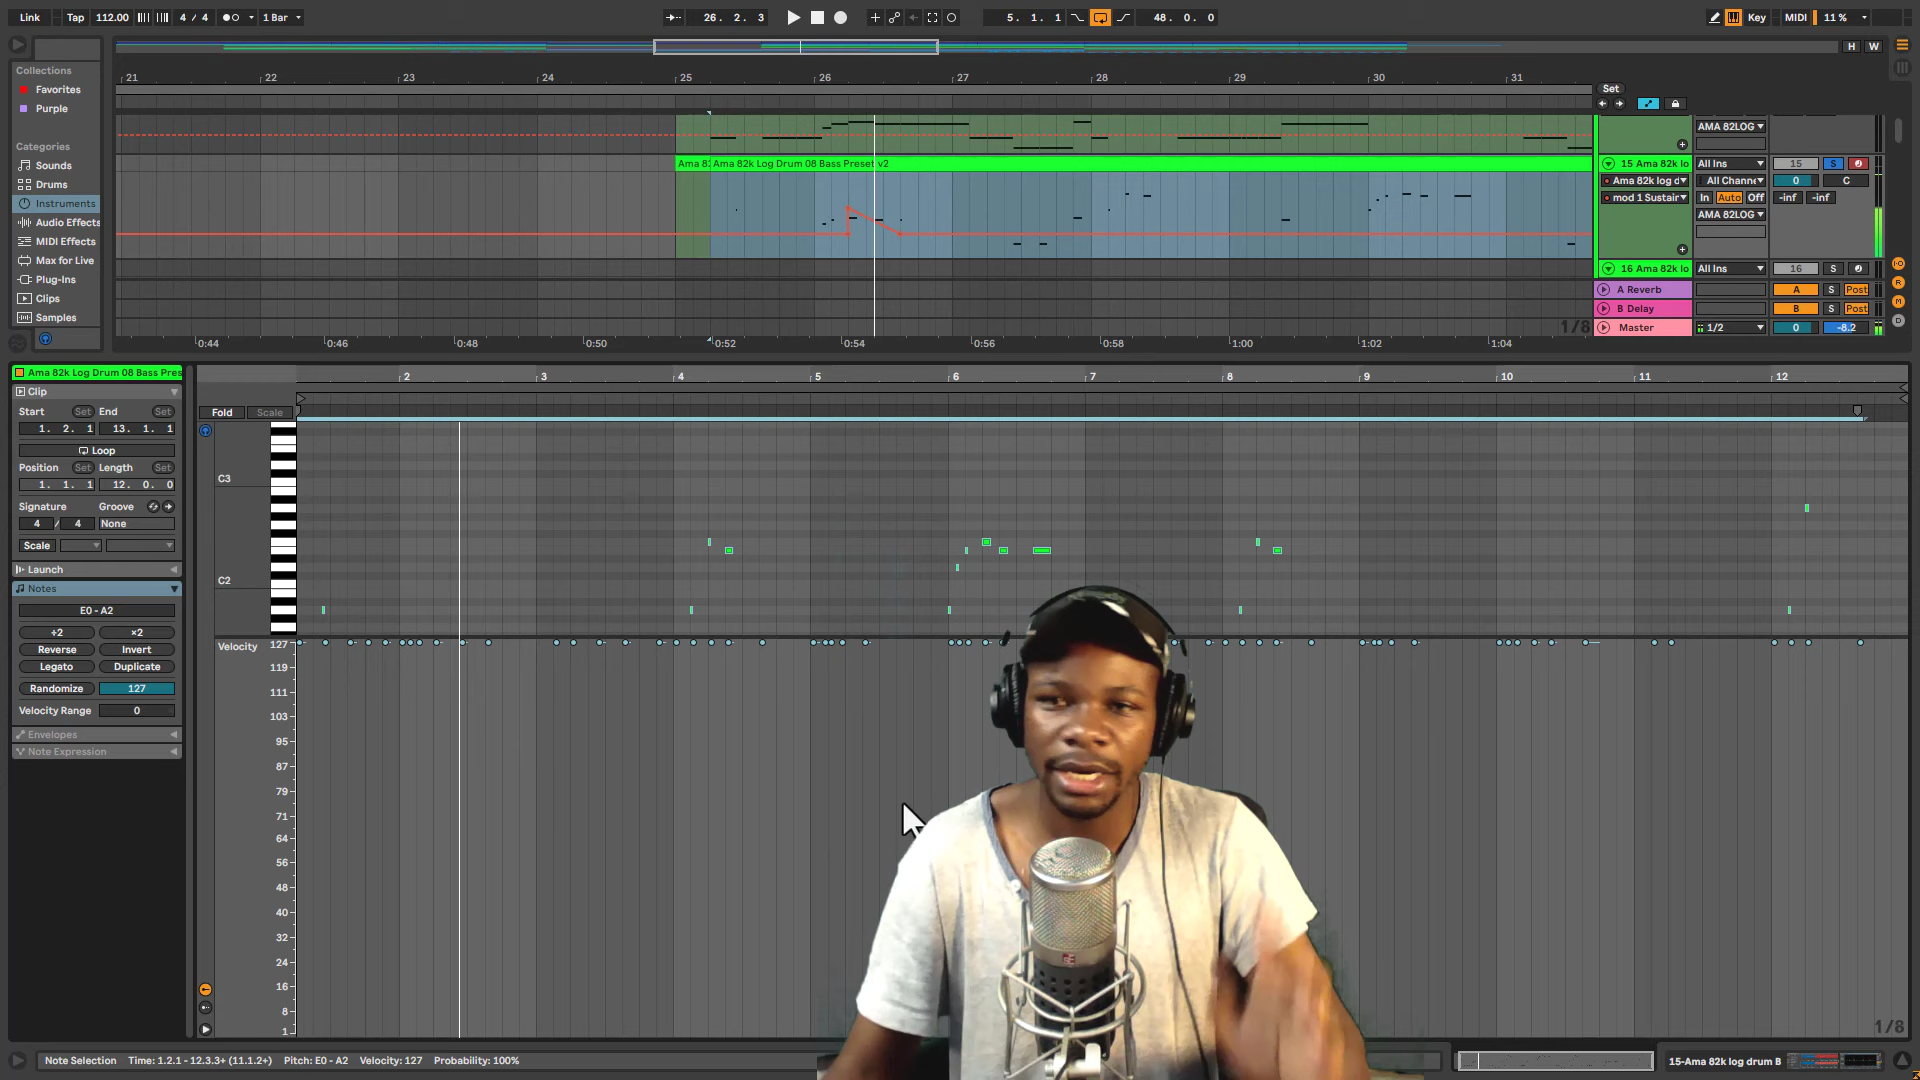 Link Tap 112.00 4 / 4 1 Bar 26. 2. 3 5. 1. 1 48. 0. 0 Key MIDI 11 %
H W
Collections
Favorites
Purple
Categories
Sounds
Drums
Instruments
Audio Effects
MIDI Effects
Max for Live
Plug-Ins
Clips
Samples
21 22 23 24 25 26 27 28 29 30 31
Set
AMA 82LOG
Ama 82 Ama 82k Log Drum 08 Bass Preset v2
15 Ama 82k lo All Ins 15 S
Ama 82k log d All Channe 0 C
mod 1 Sustair In Auto Off -inf -inf
AMA 82LOG
16 Ama 82k lo All Ins 16 S
A Reverb A S Post
B Delay B S Post
1/8 Master 1/2 0 -8.2
0:44 0:46 0:48 0:50 0:52 0:54 0:56 0:58 1:00 1:02 1:04
Ama 82k Log Drum 08 Bass Pres
Clip
Start Set End Set
1. 2. 1 13. 1. 1
Loop
Position Set Length Set
1. 1. 1 12. 0. 0
Signature Groove
4 / 4 None
Scale
Launch
Notes
E0 - A2
÷2 ×2
Reverse Invert
Legato Duplicate
Randomize 127
Velocity Range 0
Envelopes
Note Expression
2 3 4 5 6 7 8 9 10 11 12
Fold Scale
C3
C2
Velocity 127
119
111
103
95
87
79
71
64
56
48
40
32
24
16
8
1
1/8
Note Selection Time: 1.2.1 - 12.3.3+ (11.1.2+) Pitch: E0 - A2 Velocity: 127 Probability: 100%
15-Ama 82k log drum B